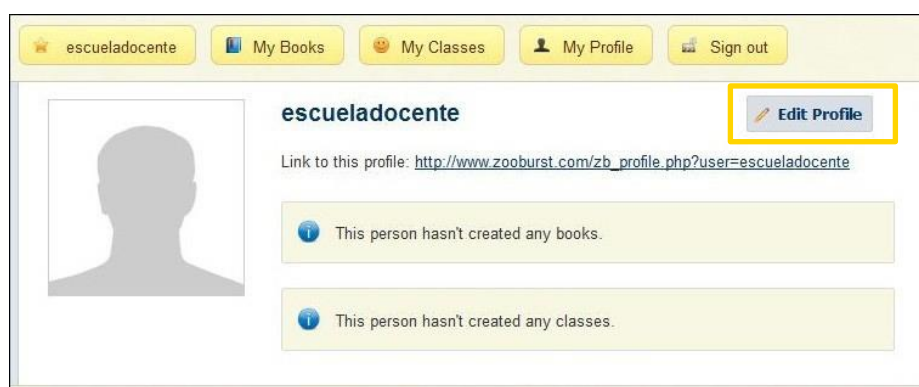 escueladocente My Books My Classes My Profile Sign out
escueladocente Edit Profile
Link to this profile: http://www.zooburst.com/zb_profile.php?user=escueladocente
This person hasn't created any books.
This person hasn't created any classes.